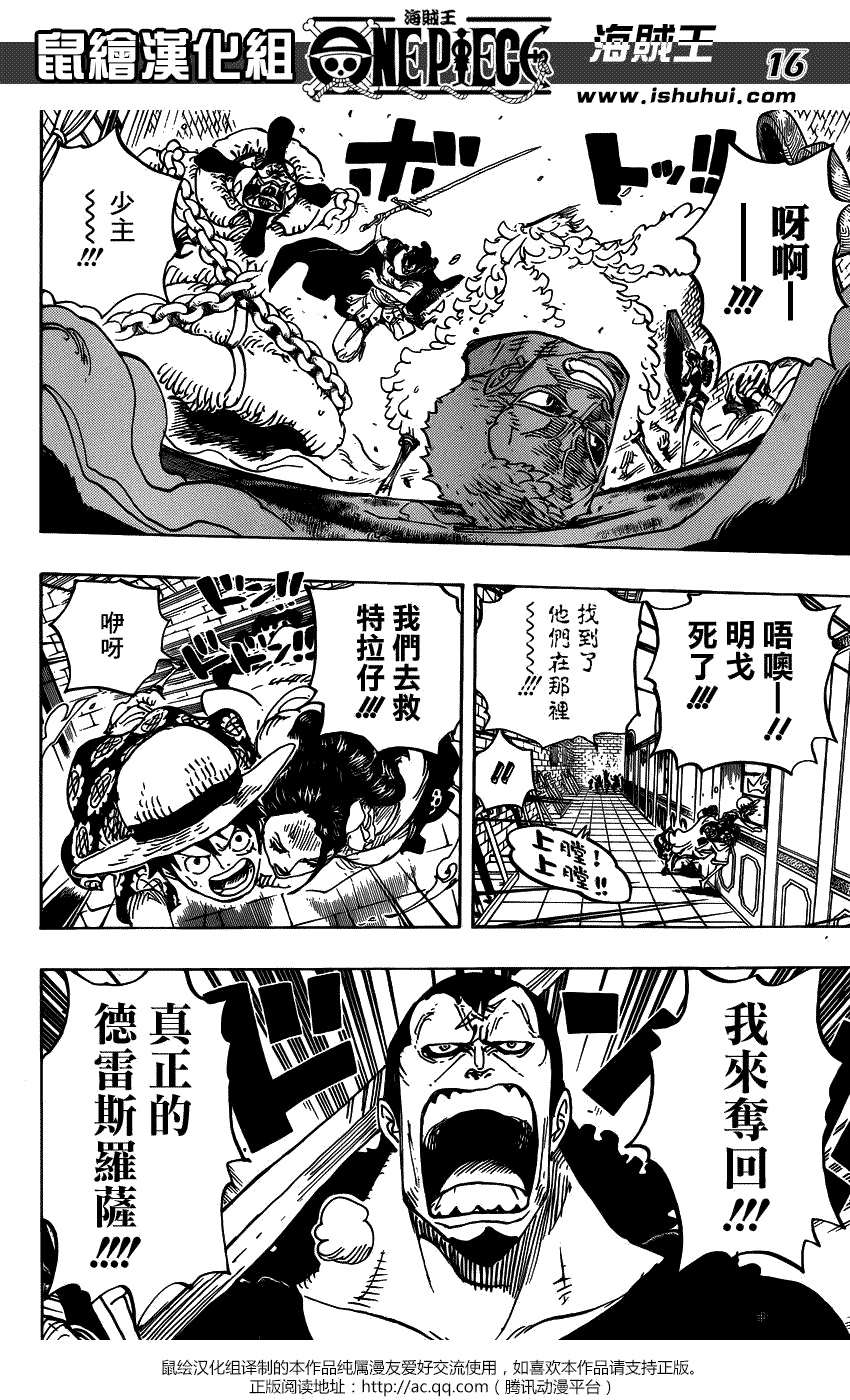 鼠繪漢化組
海賊王
ONE PIECE
海賊王
16
www.ishuhui.com
呀啊——!!!
ドッ!!
ボ
少主
~~~!!!
唔噢—!!
明戈
死了!!!
找到了
他們在那裡
~~~!!!
!!
上膛!
上膛!!
我們去救
特拉仔!!!
ドドドン!!
咿呀
我來奪回!!!
真正的
德雷斯羅薩!!!!
鼠绘汉化组译制的本作品纯属漫友爱好交流使用，如喜欢本作品请支持正版。
正版阅读地址：http://ac.qq.com（腾讯动漫平台）